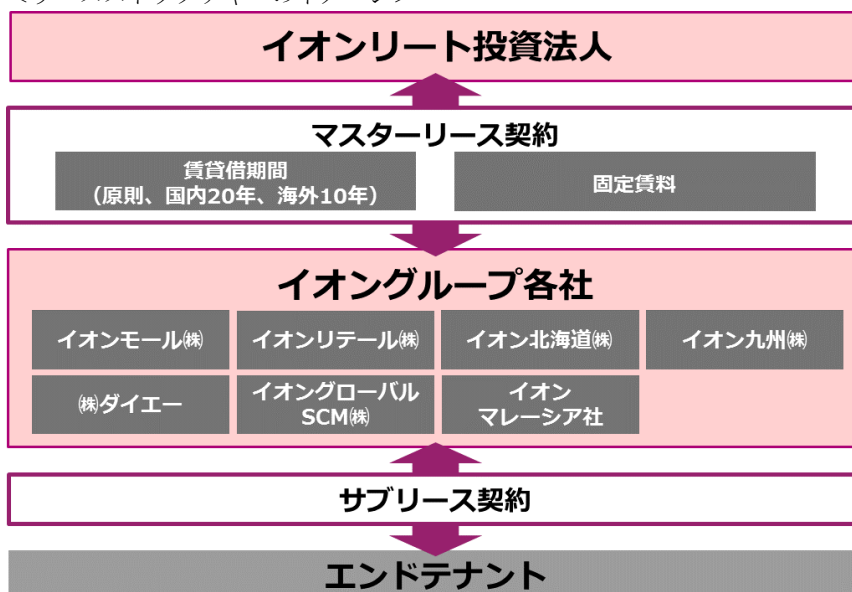 イオンリート投資法人
マスターリース契約
賃貸借期間
（原則、国内20年、海外10年）
固定賃料
イオングループ各社
イオンモール㈱
イオンリテール㈱
イオン北海道㈱
イオン九州㈱
㈱ダイエー
イオングローバル
SCM㈱
イオン
マレーシア社
サブリース契約
エンドテナント